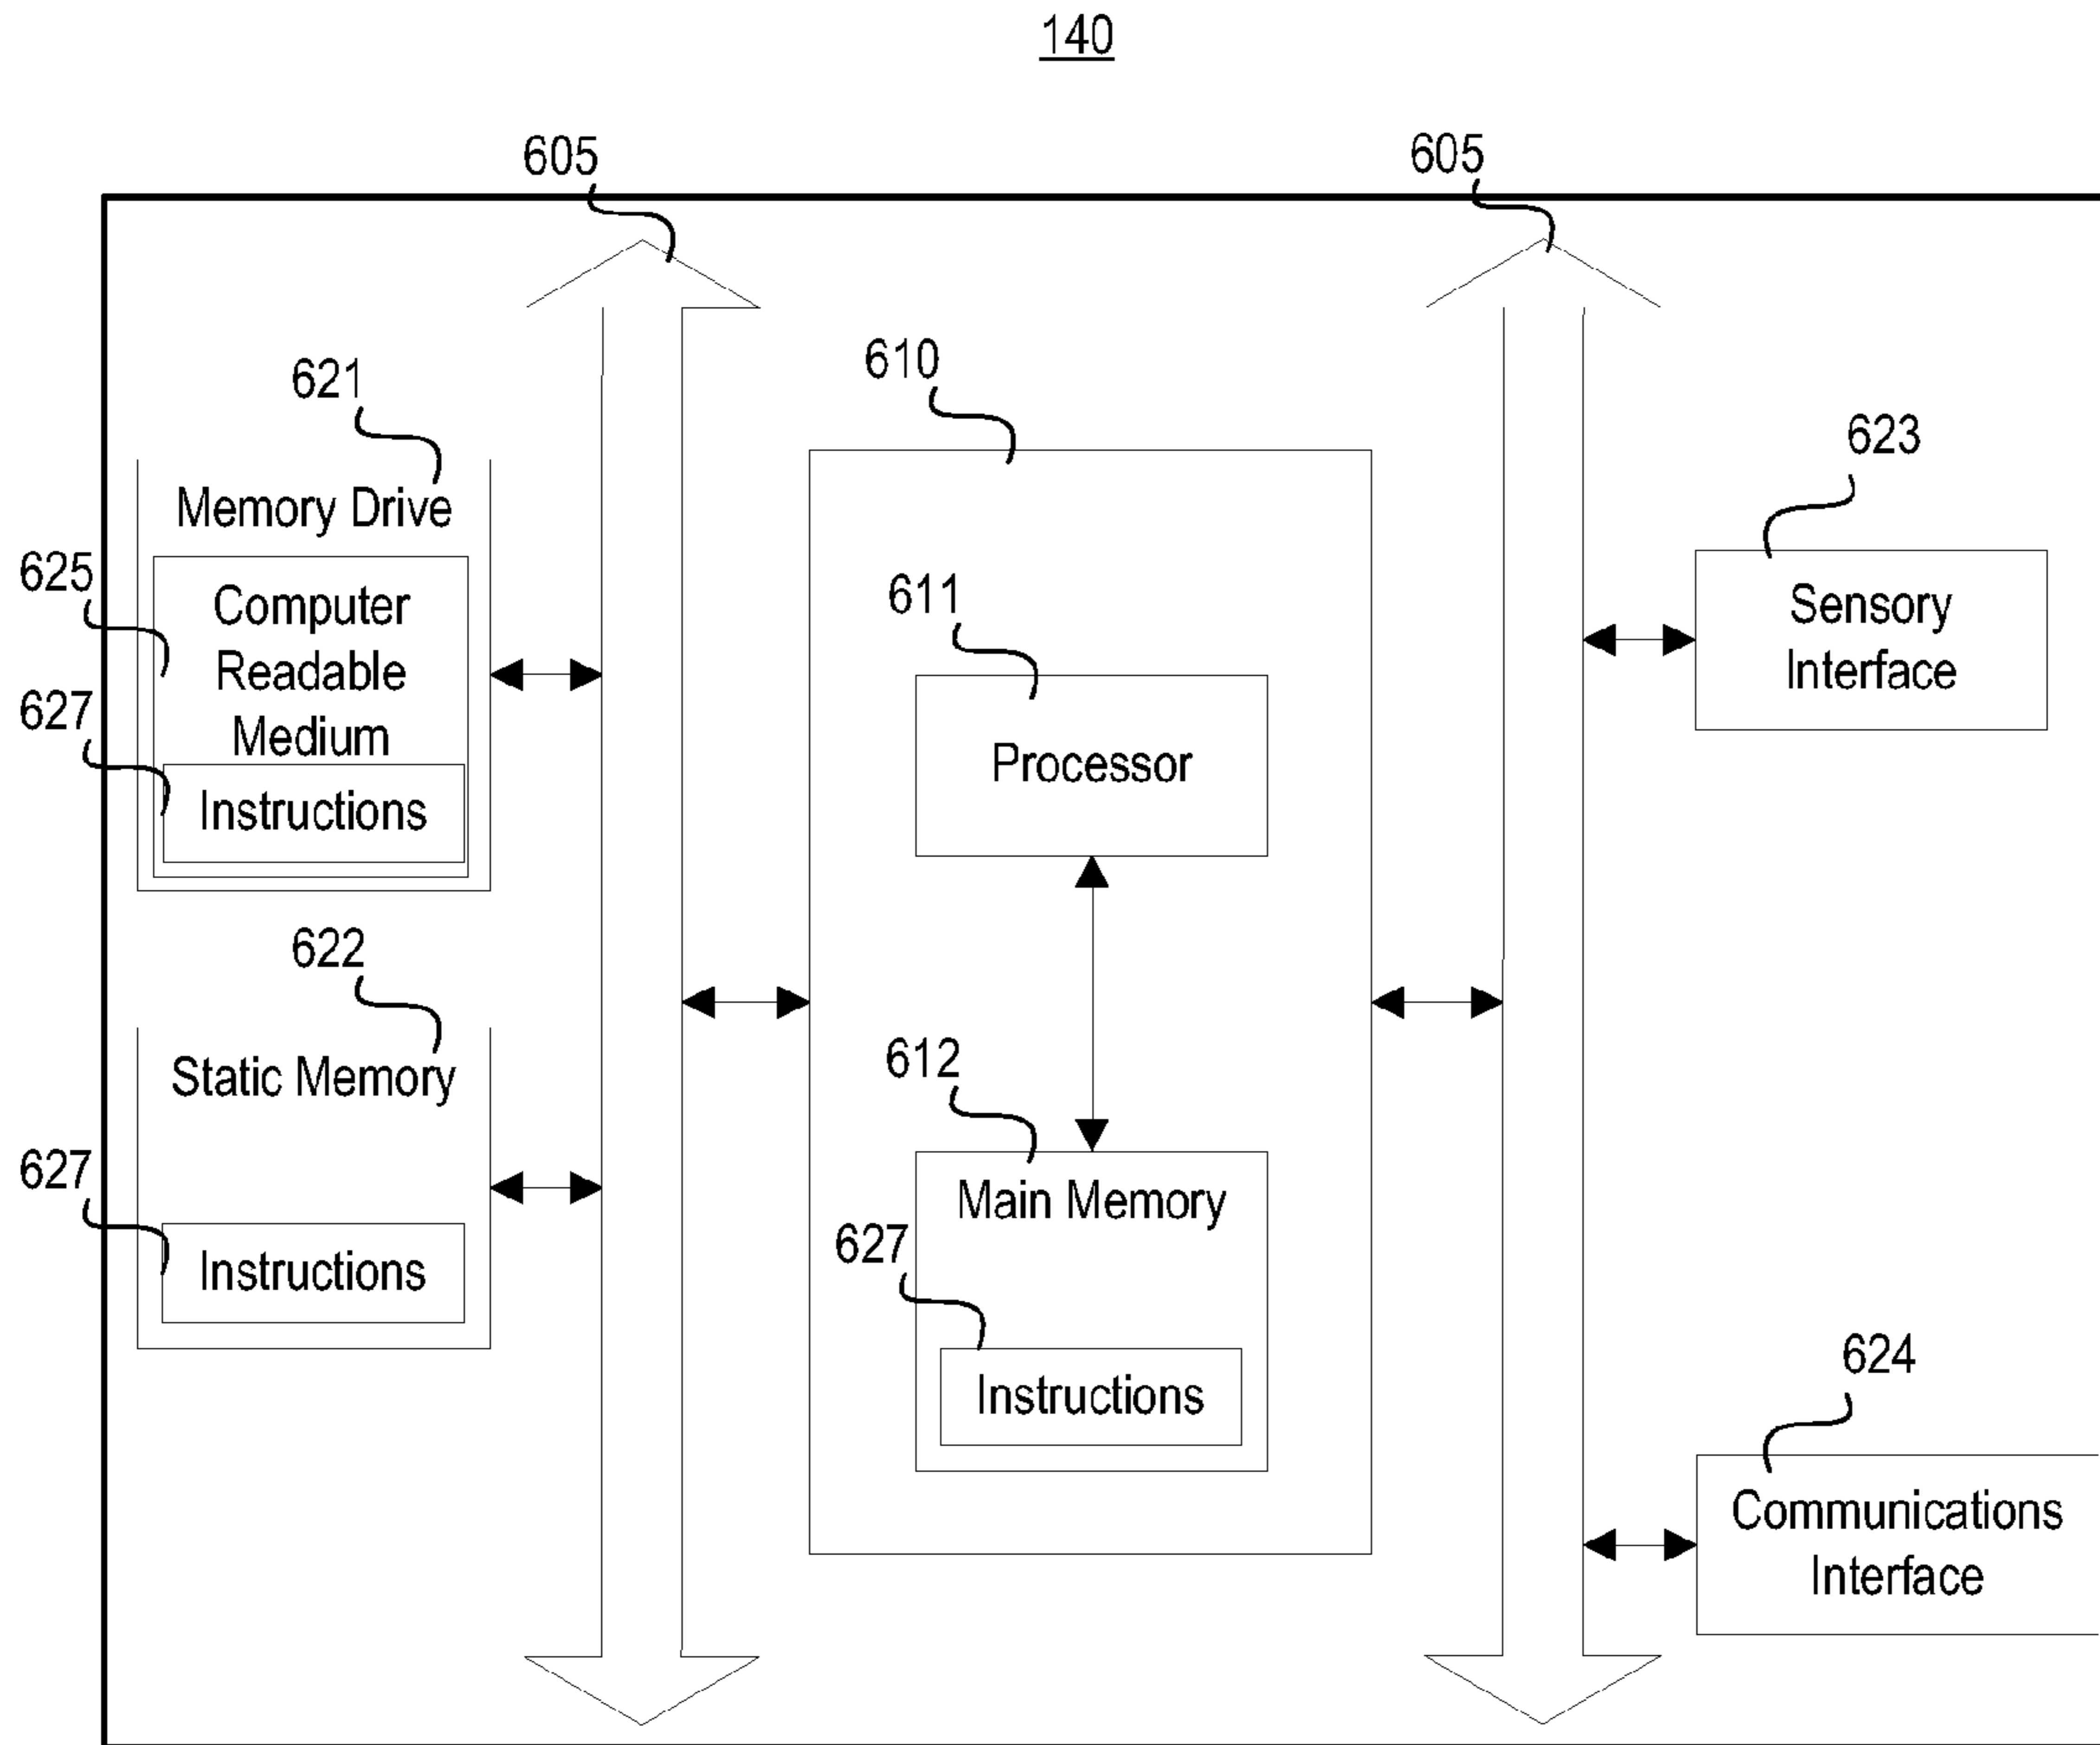 140
605
605
610
621
623
Memory Drive
625
Computer
Readable
Medium
611
Sensory
Interface
627
Processor
Instructions
622
612
Static Memory
627
Main Memory
627
Instructions
Instructions
624
Communications
Interface